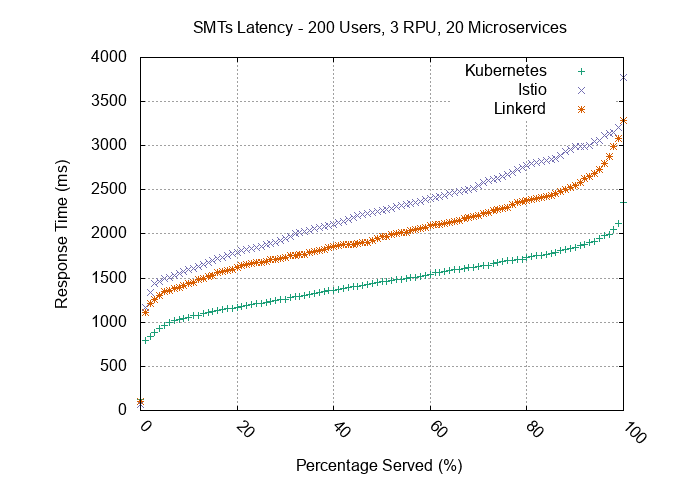 SMTs Latency - 200 Users, 3 RPU, 20 Microservices
4000
3500
3000
2500
2000
1500
1000
500
0
Response Time (ms)
Kubernetes
Istio
Linkerd
0
20
40
60
80
100
Percentage Served (%)